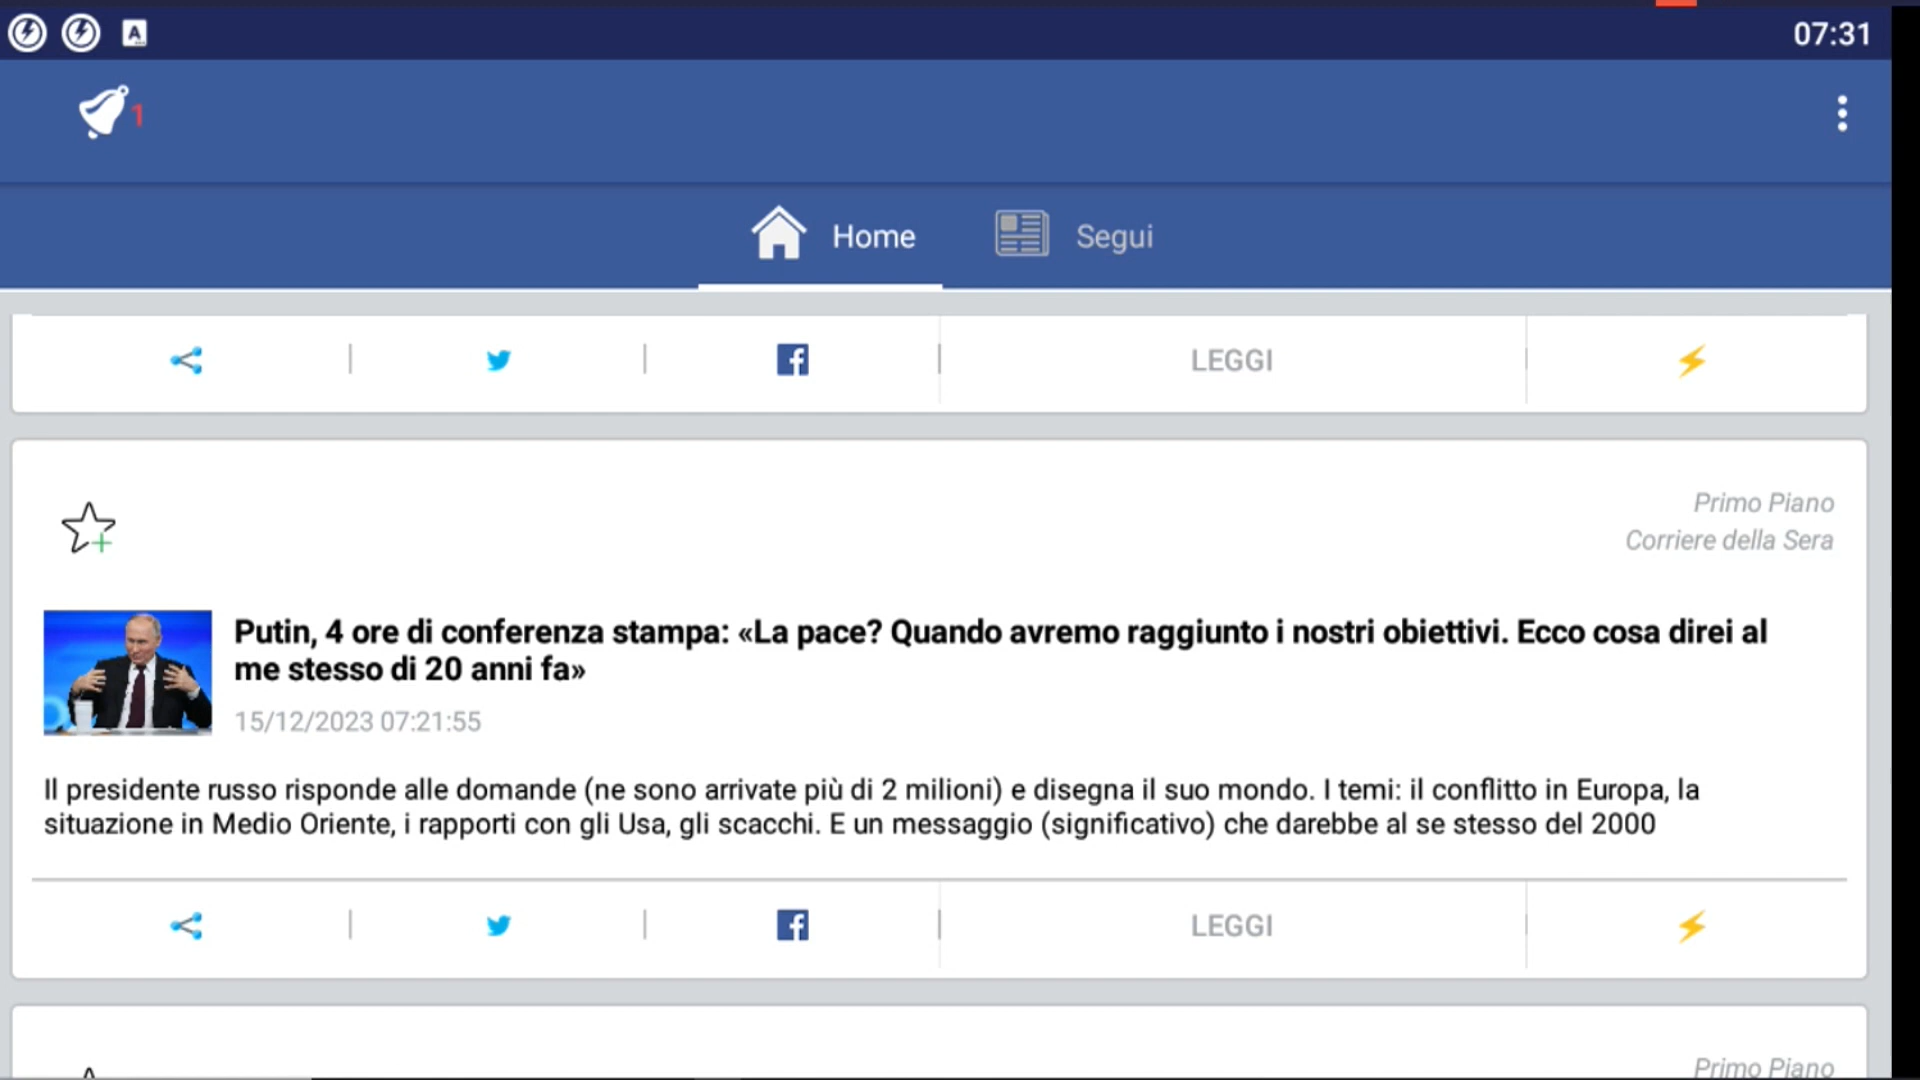 07:31
1
Home
Segui
LEGGI
Primo Piano
Corriere della Sera
Putin, 4 ore di conferenza stampa: «La pace? Quando avremo raggiunto i nostri obiettivi. Ecco cosa direi al
me stesso di 20 anni fa»
15/12/2023 07:21:55
Il presidente russo risponde alle domande (ne sono arrivate più di 2 milioni) e disegna il suo mondo. I temi: il conflitto in Europa, la
situazione in Medio Oriente, i rapporti con gli Usa, gli scacchi. E un messaggio (significativo) che darebbe al se stesso del 2000
LEGGI
Primo Piano